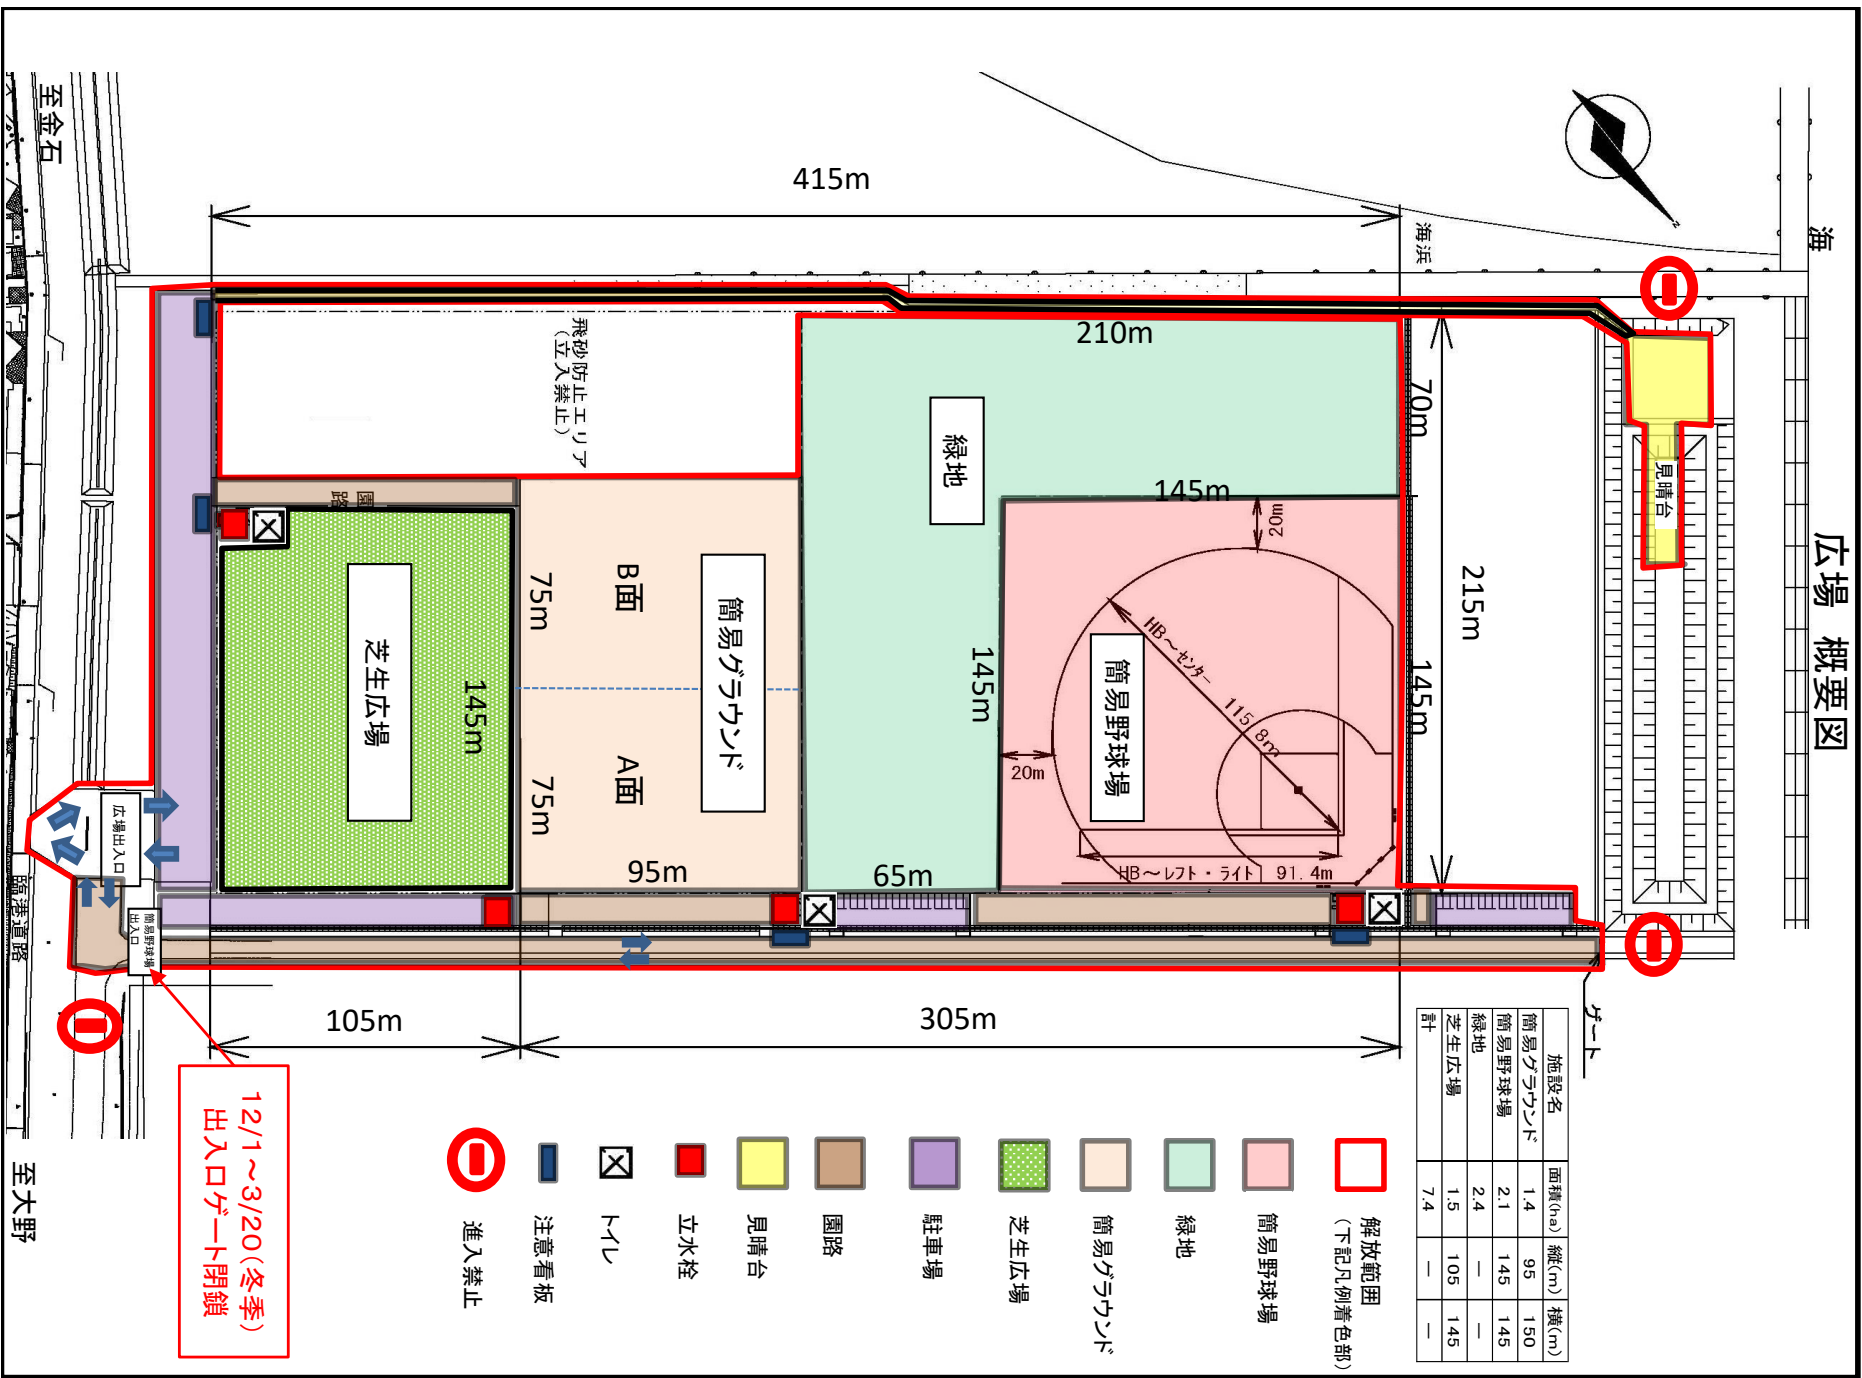 広場 概要図
海
海浜
至金石
415m
210m
70m
飛砂防止エリア
(立入禁止)
緑地
見晴台
145m
20m
215m
園路
B面
75m
簡易グラウンド
HB～センター 115.8m
芝生広場
145m
145m
簡易野球場
145m
A面
75m
20m
広場出入口
95m
65m
HB～レフト・ライト 91.4m
臨港道路
簡易野球場
出入口
105m
305m
ゲート
12/1～3/20(冬季)
出入ロゲート閉鎖
至大野
施設名 面積(ha) 縦(m) 横(m)
簡易グラウンド 1.4 95 150
簡易野球場 2.1 145 145
緑地 2.4 — —
芝生広場 1.5 105 145
計 7.4 — —
解放範囲
(下記凡例着色部)
簡易野球場
緑地
簡易グラウンド
芝生広場
駐車場
園路
見晴台
立水栓
トイレ
注意看板
進入禁止